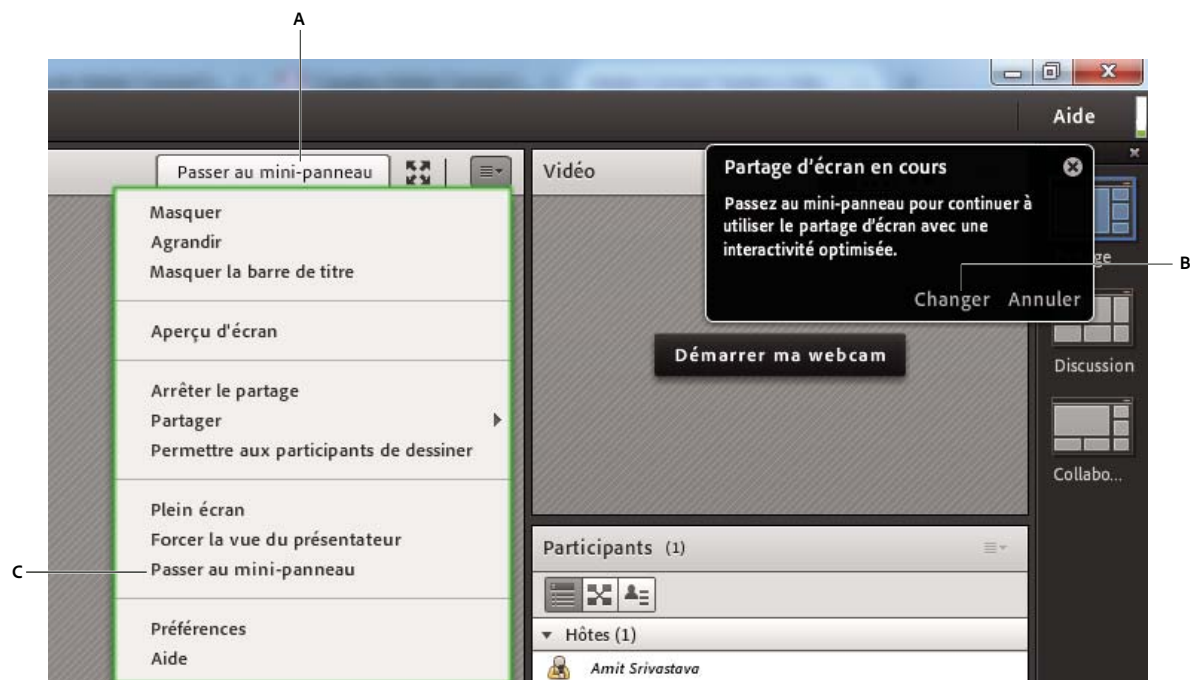 A
Aide
Passer au mini-panneau
Masquer
Agrandir
Masquer la barre de titre
Aperçu d'écran
Arrêter le partage
Partager
Permettre aux participants de dessiner
Plein écran
Forcer la vue du présentateur
C
Passer au mini-panneau
Préférences
Aide
Vidéo
Partage d'écran en cours
Passez au mini-panneau pour continuer à
utiliser le partage d'écran avec une
interactivité optimisée.
B
Changer Annuler
Démarrer ma webcam
Discussion
Collabo...
Participants (1)
Hôtes (1)
Amit Srivastava